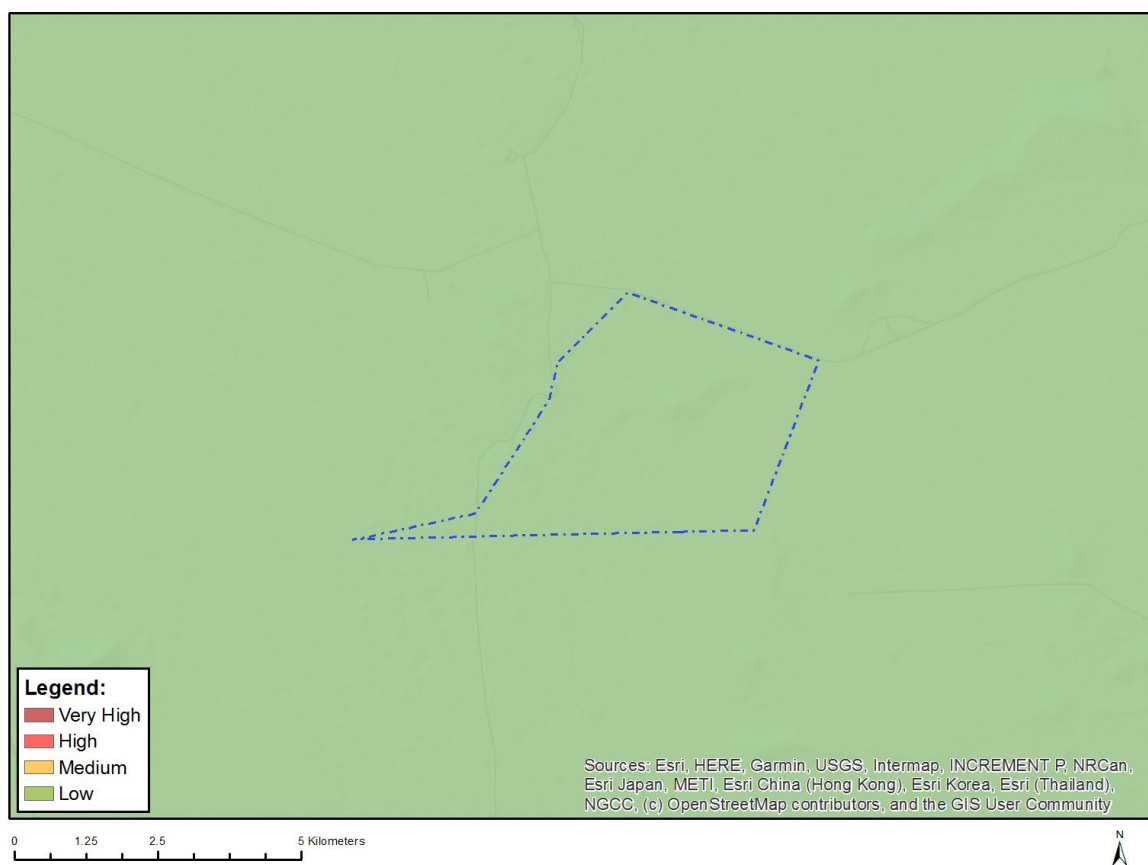 Legend:
Very High
High
Medium
Low
Sources: Esri, HERE, Garmin, USGS, Intermap, INCREMENT P, NRCan,
Esri Japan, METI, Esri China (Hong Kong), Esri Korea, Esri (Thailand),
NGCC, (c) OpenStreetMap contributors, and the GIS User Community
0 1.25 2.5 5 Kilometers
N